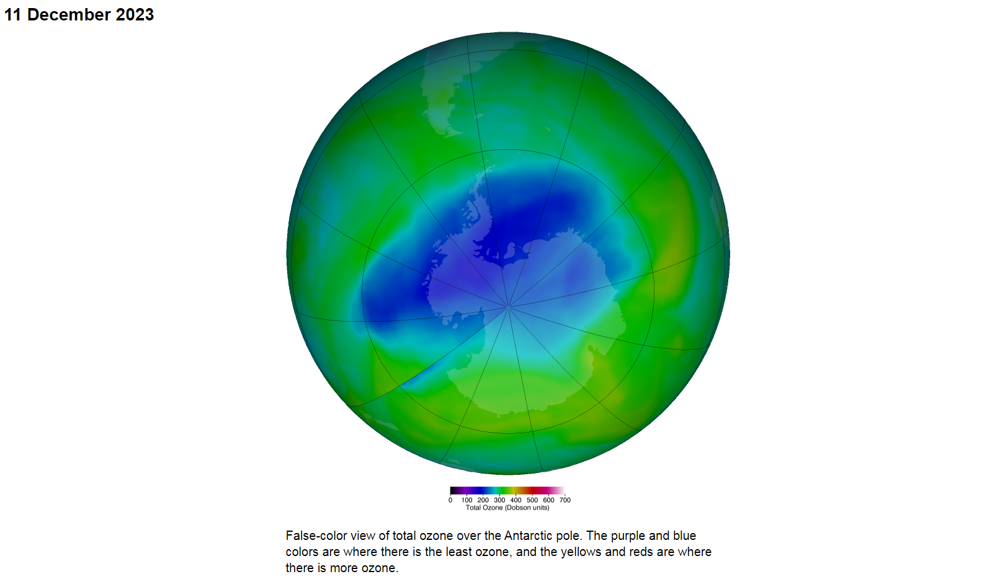 11 December 2023
0 100 200 300 400 500 600 700
Total Ozone (Dobson units)
False-color view of total ozone over the Antarctic pole. The purple and blue
colors are where there is the least ozone, and the yellows and reds are where
there is more ozone.